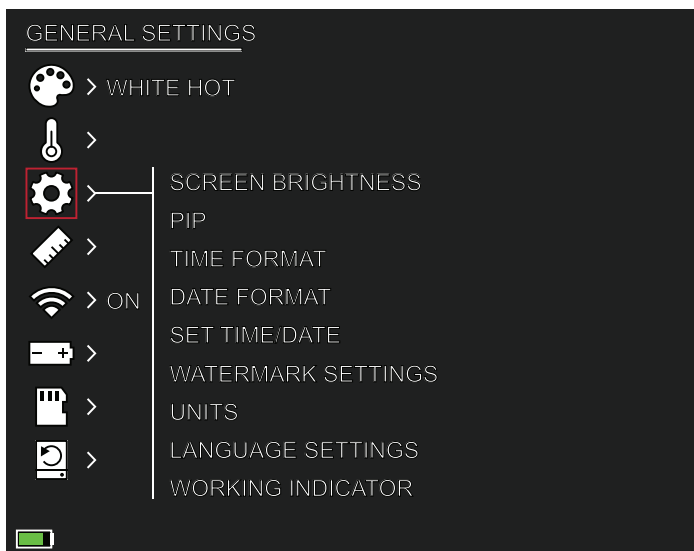 GENERAL SETTINGS
WHITE HOT
SCREEN BRIGHTNESS
PIP
TIME FORMAT
DATE FORMAT
ON
SET TIME/DATE
WATERMARK SETTINGS
UNITS
LANGUAGE SETTINGS
WORKING INDICATOR